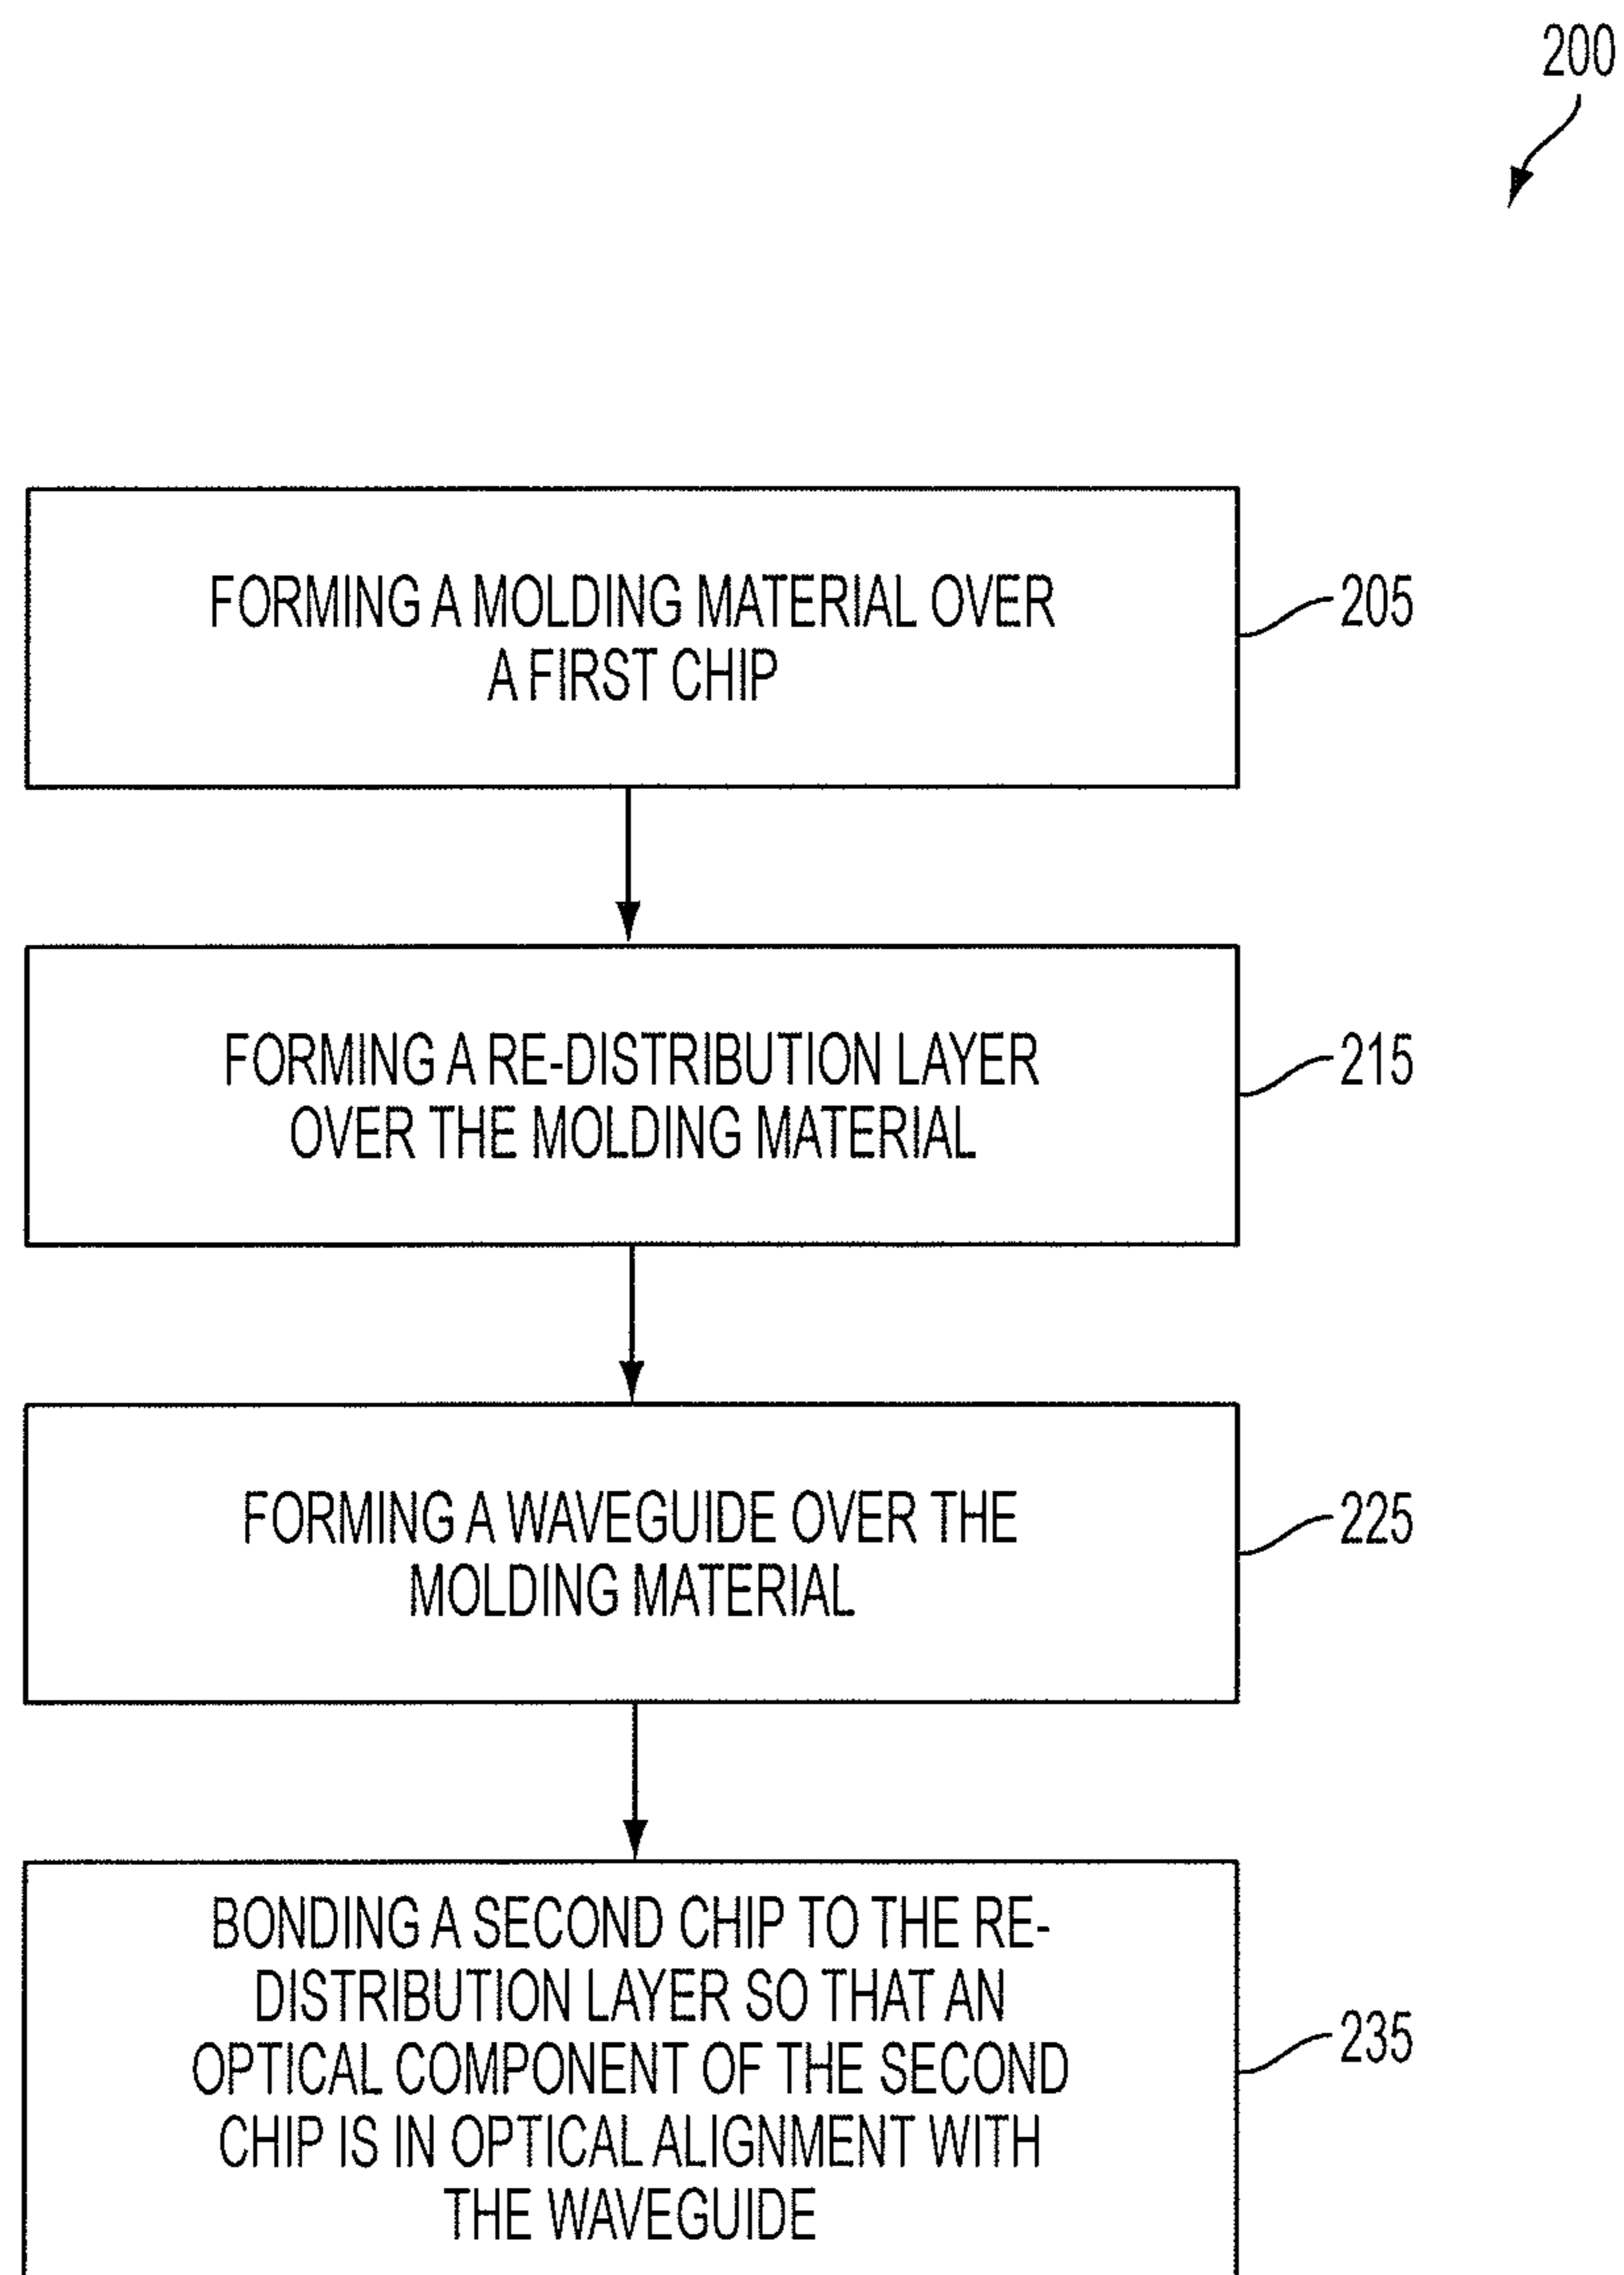 200
FORMING A MOLDING MATERIAL OVER
A FIRST CHIP
205
FORMING A RE-DISTRIBUTION LAYER
OVER THE MOLDING MATERIAL
215
FORMING A WAVEGUIDE OVER THE
MOLDING MATERIAL
225
BONDING A SECOND CHIP TO THE RE-
DISTRIBUTION LAYER SO THAT AN
OPTICAL COMPONENT OF THE SECOND
CHIP IS IN OPTICAL ALIGNMENT WITH
THE WAVEGUIDE
235